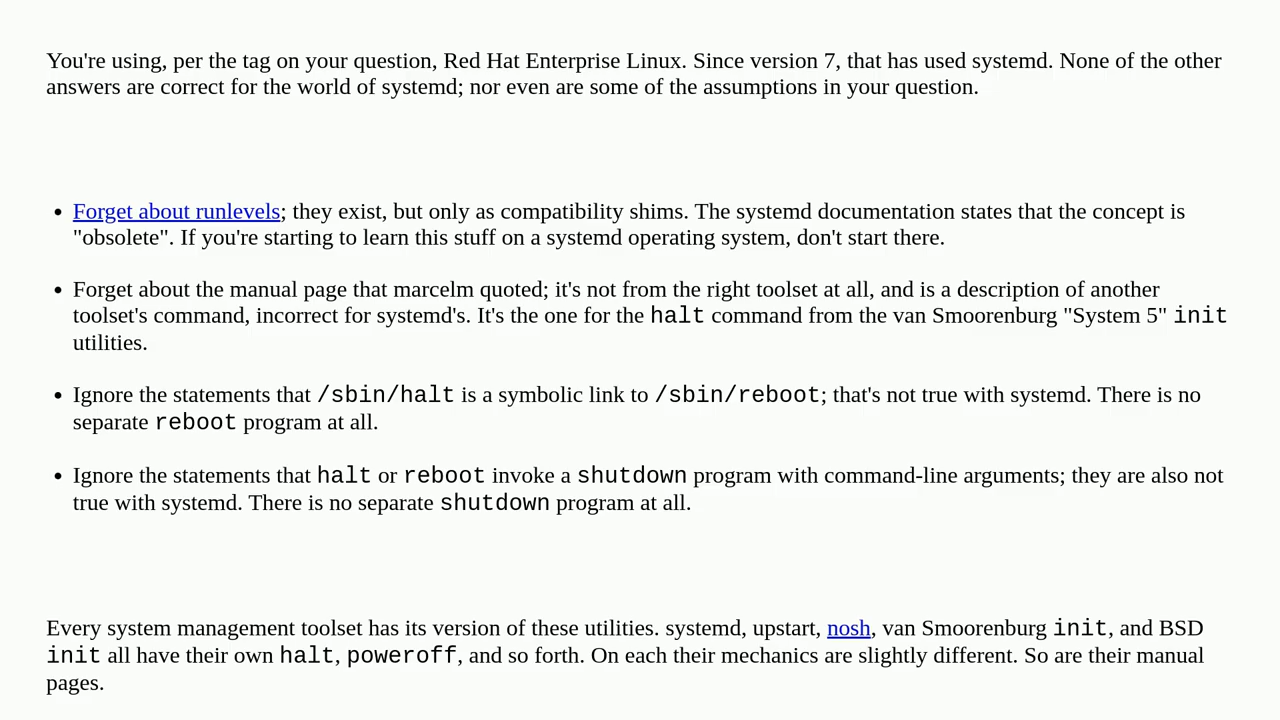 You're using, per the tag on your question, Red Hat Enterprise Linux. Since version 7, that has used systemd. None of the other
answers are correct for the world of systemd; nor even are some of the assumptions in your question.
• Forget about runlevels; they exist, but only as compatibility shims. The systemd documentation states that the concept is
"obsolete". If you're starting to learn this stuff on a systemd operating system, don't start there.
• Forget about the manual page that marcelm quoted; it's not from the right toolset at all, and is a description of another
toolset's command, incorrect for systemd's. It's the one for the halt command from the van Smoorenburg "System 5" init
utilities.
• Ignore the statements that /sbin/halt is a symbolic link to /sbin/reboot; that's not true with systemd. There is no
separate reboot program at all.
• Ignore the statements that halt or reboot invoke a shutdown program with command-line arguments; they are also not
true with systemd. There is no separate shutdown program at all.
Every system management toolset has its version of these utilities. systemd, upstart, nosh, van Smoorenburg init, and BSD
init all have their own halt, poweroff, and so forth. On each their mechanics are slightly different. So are their manual
pages.